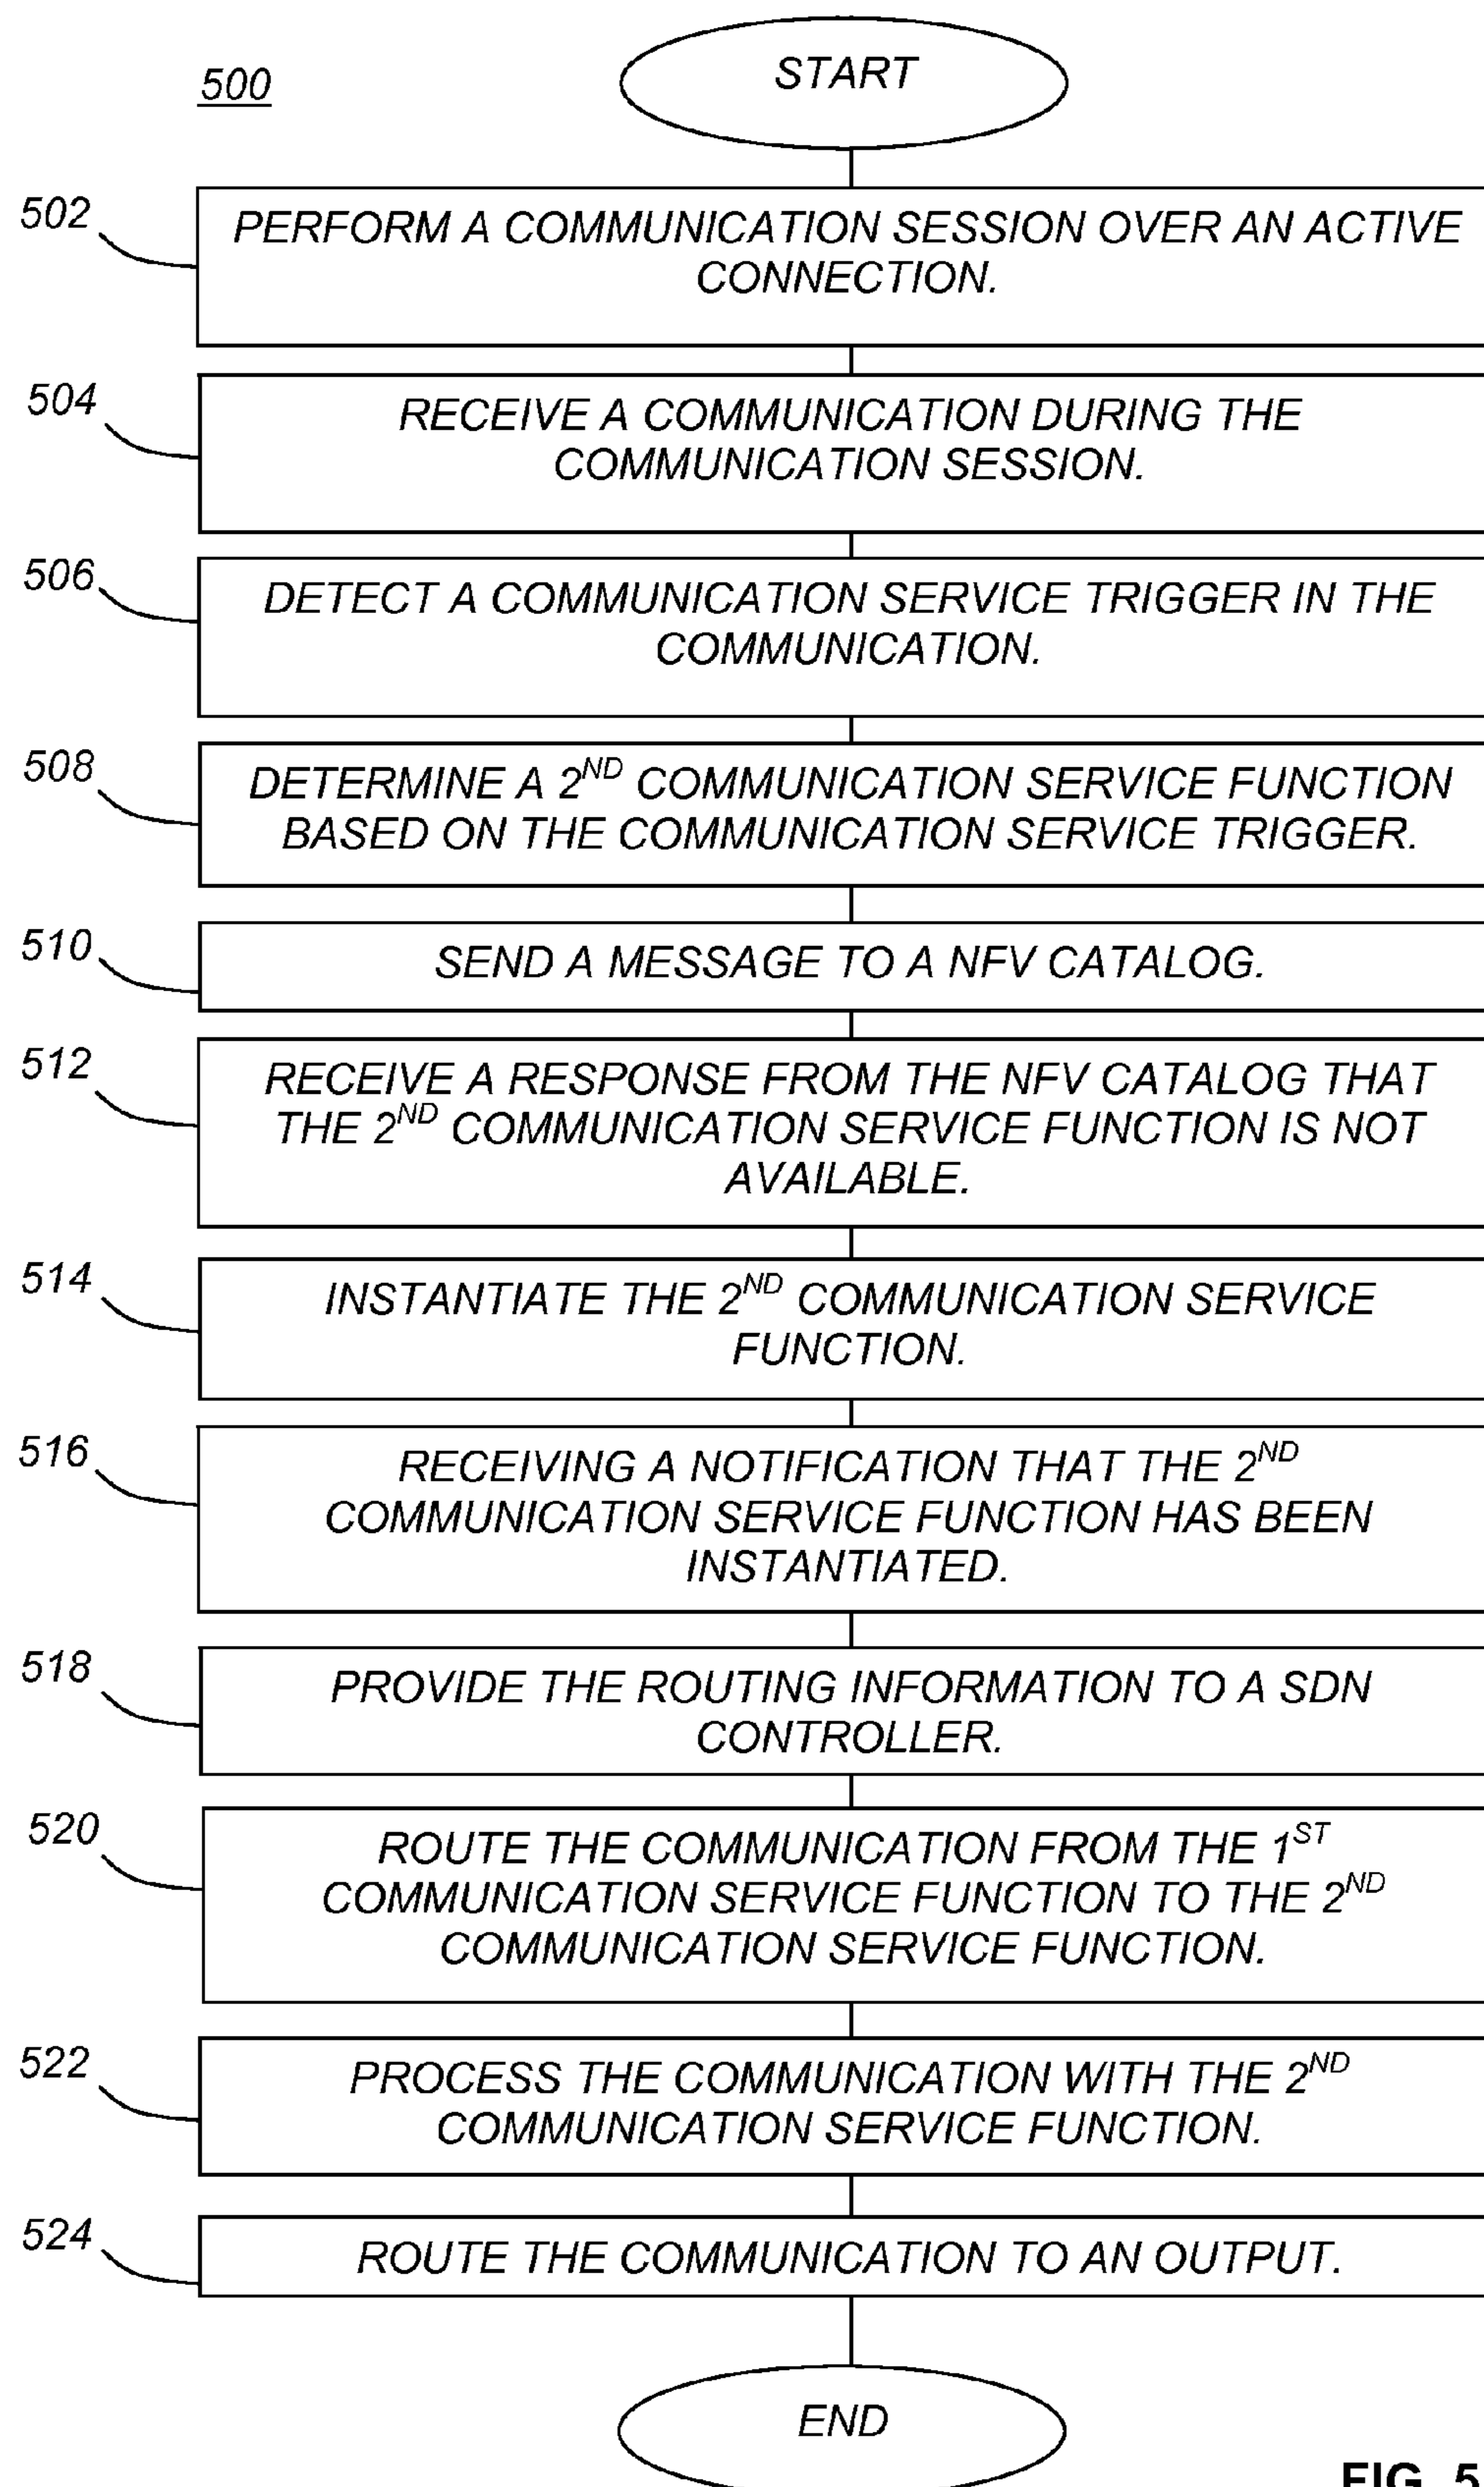 START
500
502
PERFORM A COMMUNICATION SESSION OVER AN ACTIVE
CONNECTION.
504
RECEIVE A COMMUNICATION DURING THE
COMMUNICATION SESSION.
506
DETECT A COMMUNICATION SERVICE TRIGGER IN THE
COMMUNICATION.
508
DETERMINE A 2ND COMMUNICATION SERVICE FUNCTION
BASED ON THE COMMUNICATION SERVICE TRIGGER.
510
SEND A MESSAGE TO A NFV CATALOG.
512
RECEIVE A RESPONSE FROM THE NFV CATALOG THAT
THE 2ND COMMUNICATION SERVICE FUNCTION IS NOT
AVAILABLE.
514
INSTANTIATE THE 2ND COMMUNICATION SERVICE
FUNCTION.
516
RECEIVING A NOTIFICATION THAT THE 2ND
COMMUNICATION SERVICE FUNCTION HAS BEEN
INSTANTIATED.
518
PROVIDE THE ROUTING INFORMATION TO A SDN
CONTROLLER.
520
ROUTE THE COMMUNICATION FROM THE 1ST
COMMUNICATION SERVICE FUNCTION TO THE 2ND
COMMUNICATION SERVICE FUNCTION.
522
PROCESS THE COMMUNICATION WITH THE 2ND
COMMUNICATION SERVICE FUNCTION.
524
ROUTE THE COMMUNICATION TO AN OUTPUT.
END
FIG. 5